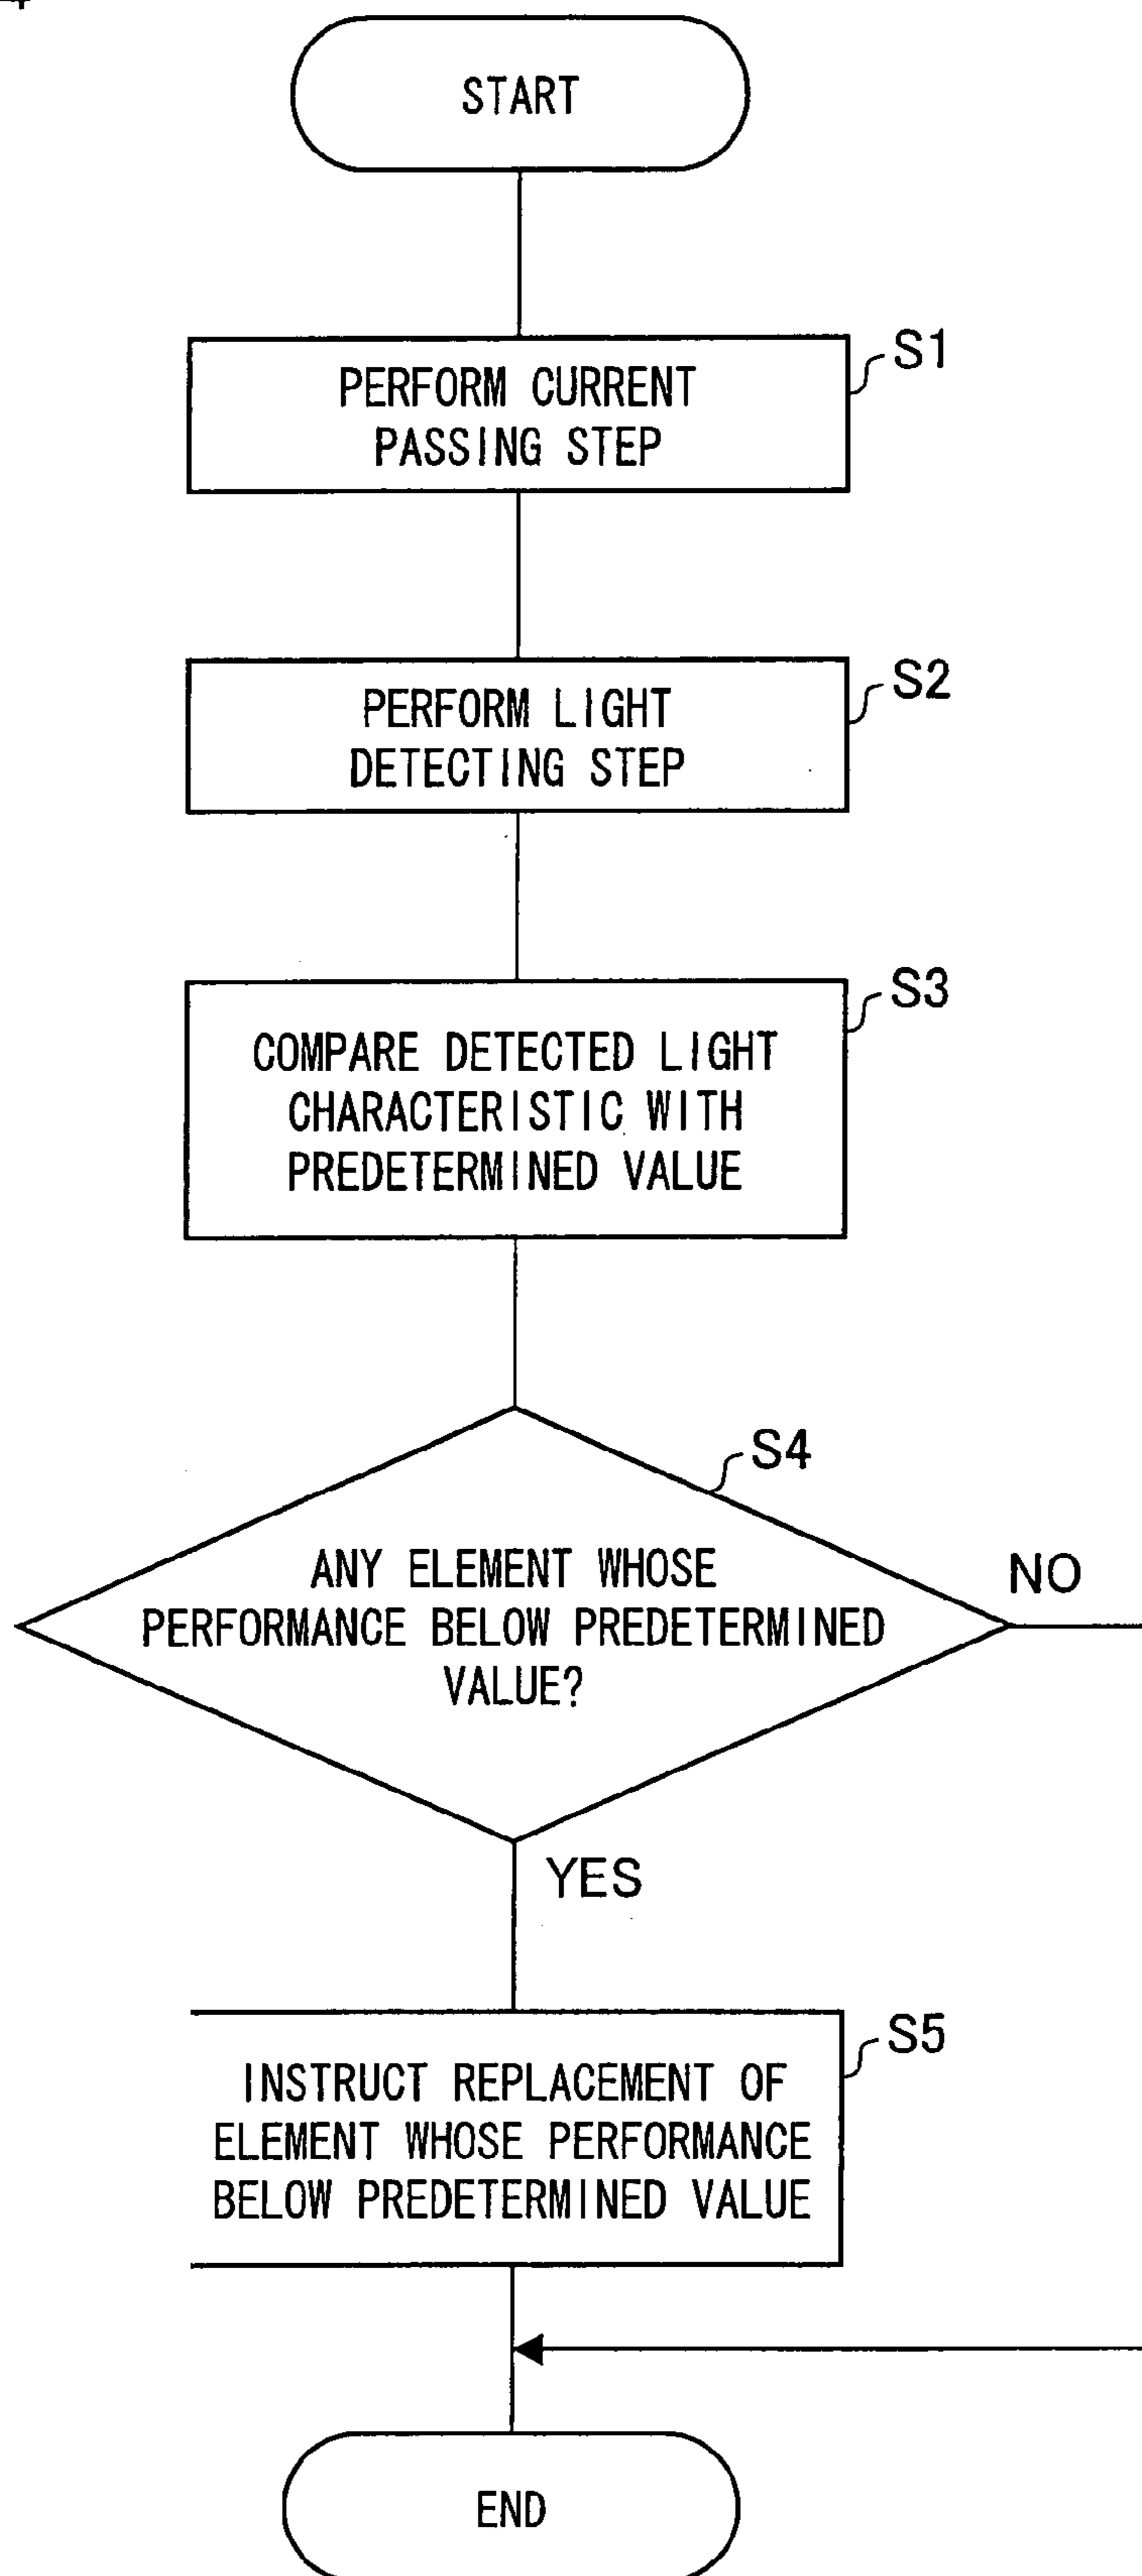 START
S1
PERFORM CURRENT
PASSING STEP
S2
PERFORM LIGHT
DETECTING STEP
S3
COMPARE DETECTED LIGHT
CHARACTERISTIC WITH
PREDETERMINED VALUE
S4
ANY ELEMENT WHOSE
PERFORMANCE BELOW PREDETERMINED
VALUE?
NO
YES
S5
INSTRUCT REPLACEMENT OF
ELEMENT WHOSE PERFORMANCE
BELOW PREDETERMINED VALUE
END